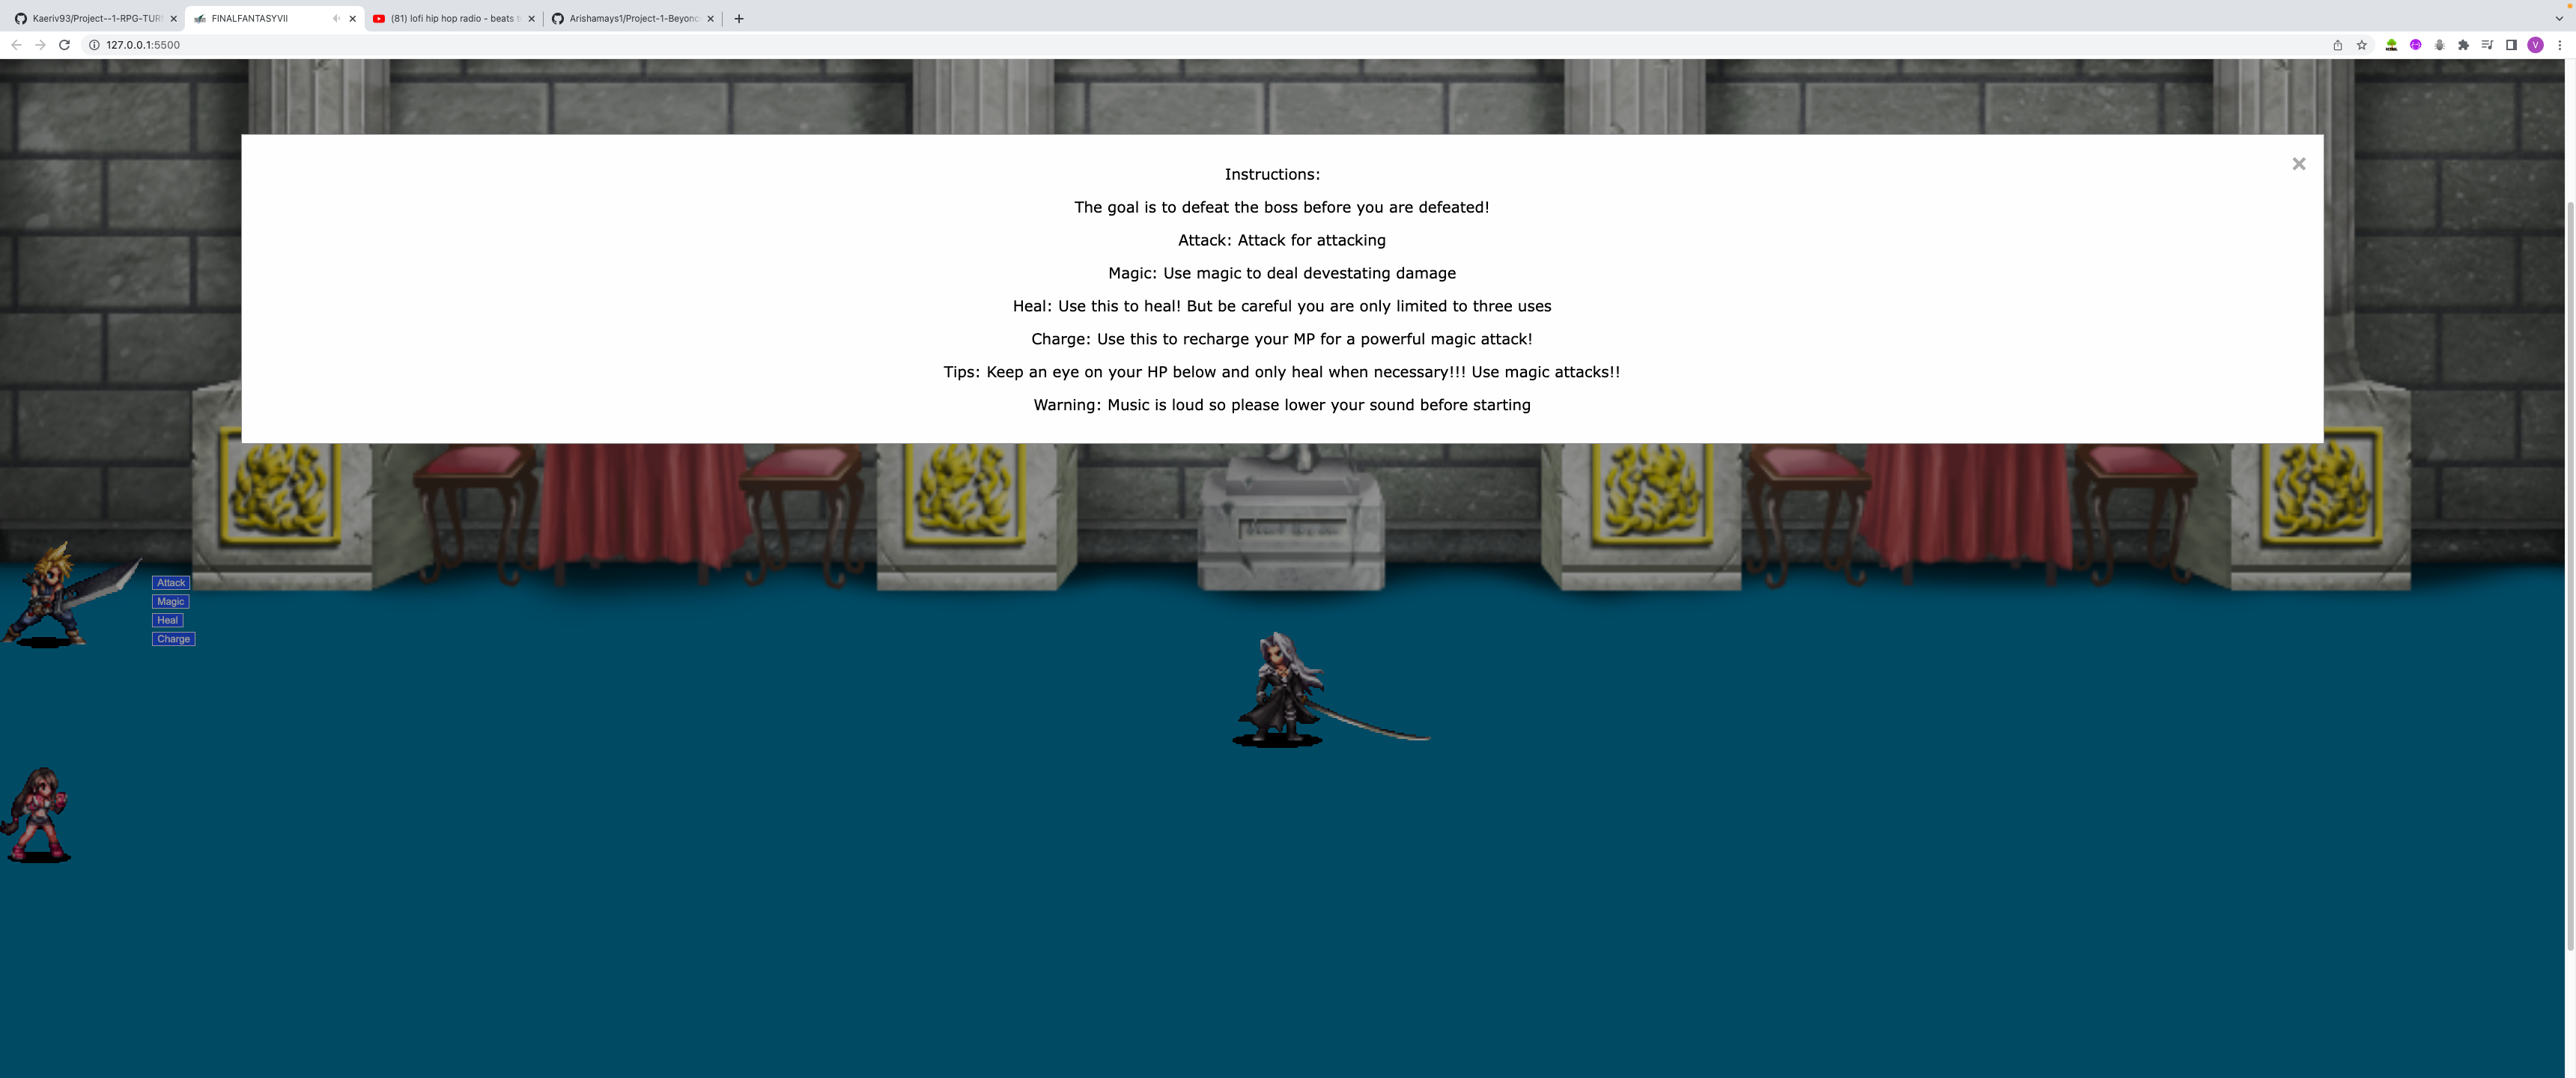 Kaeriv93/Project--1-RPG-TUR
FINALFANTASYVII
(81) lofi hip hop radio - beats t
Arishamays1/Project-1-Beyon
127.0.0.1:5500
V
Instructions:
The goal is to defeat the boss before you are defeated!
Attack: Attack for attacking
Magic: Use magic to deal devestating damage
Heal: Use this to heal! But be careful you are only limited to three uses
Charge: Use this to recharge your MP for a powerful magic attack!
Tips: Keep an eye on your HP below and only heal when necessary!!! Use magic attacks!!
Warning: Music is loud so please lower your sound before starting
Attack
Magic
Heal
Charge